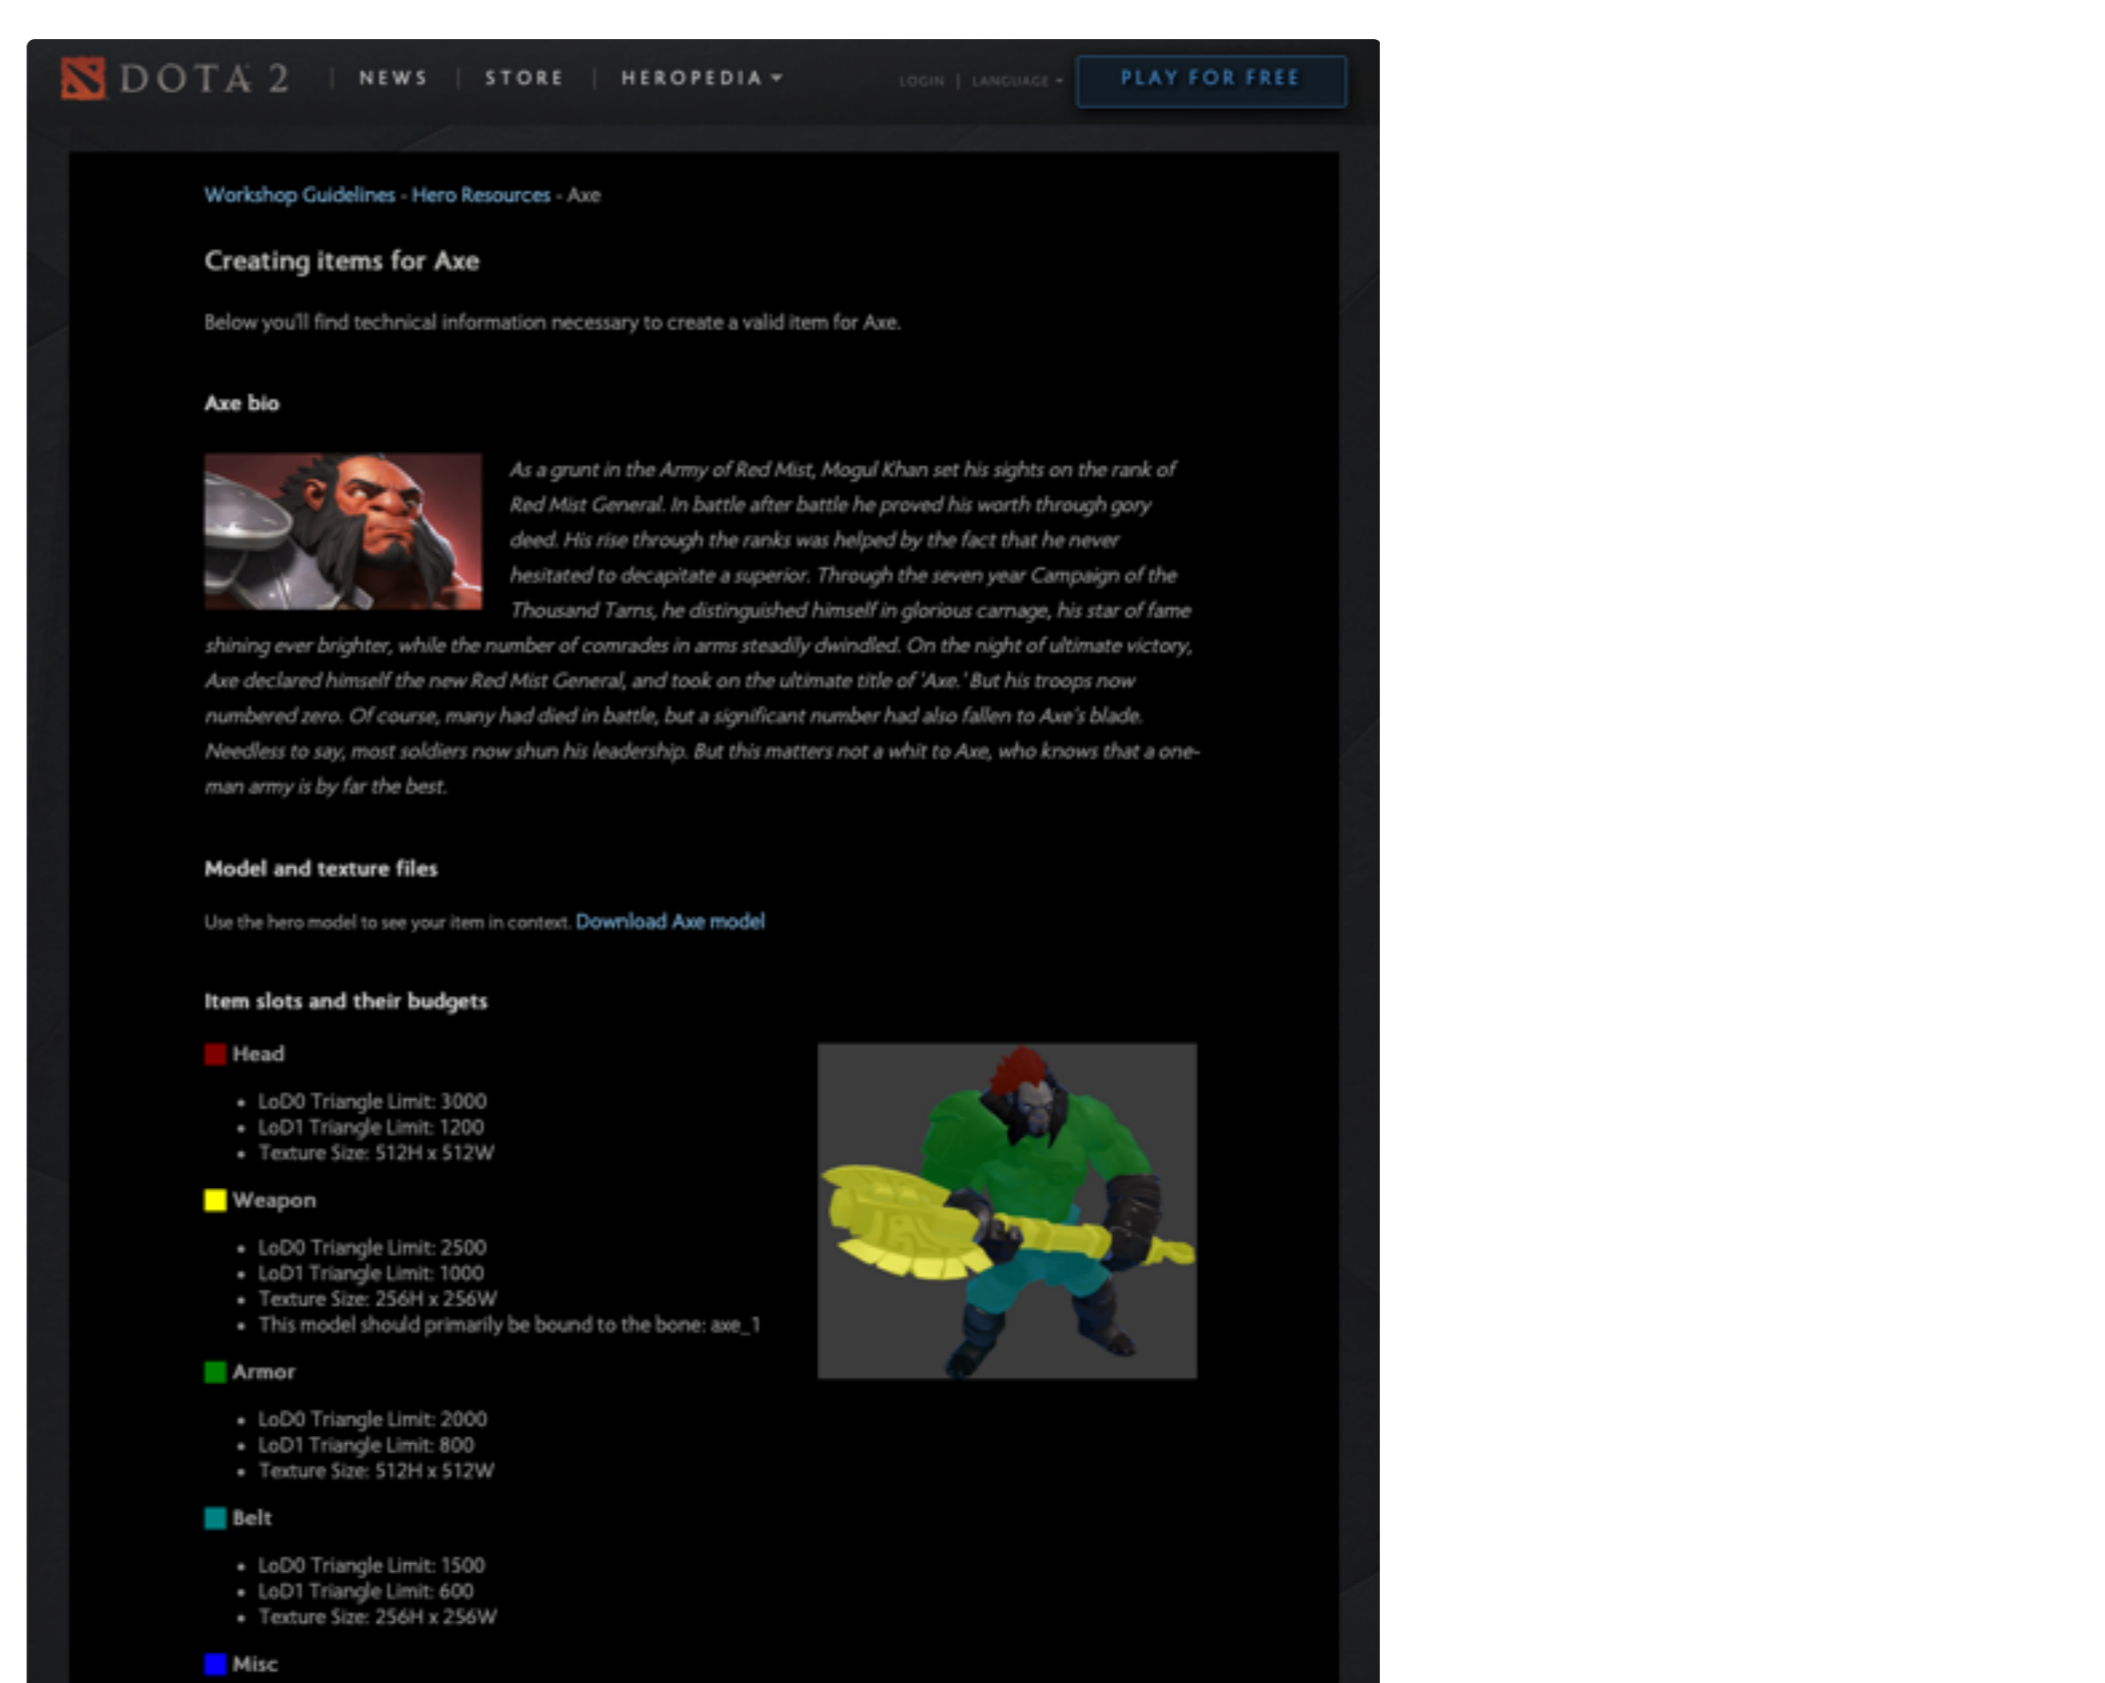 DOTA 2 | NEWS | STORE | HEROPEDIA LOGIN | LANGUAGE PLAY FOR FREE
Workshop Guidelines - Hero Resources - Axe
Creating items for Axe
Below you'll find technical information necessary to create a valid item for Axe.
Axe bio
As a grunt in the Army of Red Mist, Mogul Khan set his sights on the rank of
Red Mist General. In battle after battle he proved his worth through gory
deed. His rise through the ranks was helped by the fact that he never
hesitated to decapitate a superior. Through the seven year Campaign of the
Thousand Tarns, he distinguished himself in glorious carnage, his star of fame
shining ever brighter, while the number of comrades in arms steadily dwindled. On the night of ultimate victory,
Axe declared himself the new Red Mist General, and took on the ultimate title of 'Axe.' But his troops now
numbered zero. Of course, many had died in battle, but a significant number had also fallen to Axe's blade.
Needless to say, most soldiers now shun his leadership. But this matters not a whit to Axe, who knows that a one-
man army is by far the best.
Model and texture files
Use the hero model to see your item in context. Download Axe model
Item slots and their budgets
Head
• LoD0 Triangle Limit: 3000
• LoD1 Triangle Limit: 1200
• Texture Size: 512H x 512W
Weapon
• LoD0 Triangle Limit: 2500
• LoD1 Triangle Limit: 1000
• Texture Size: 256H x 256W
• This model should primarily be bound to the bone: axe_1
Armor
• LoD0 Triangle Limit: 2000
• LoD1 Triangle Limit: 800
• Texture Size: 512H x 512W
Belt
• LoD0 Triangle Limit: 1500
• LoD1 Triangle Limit: 600
• Texture Size: 256H x 256W
Misc